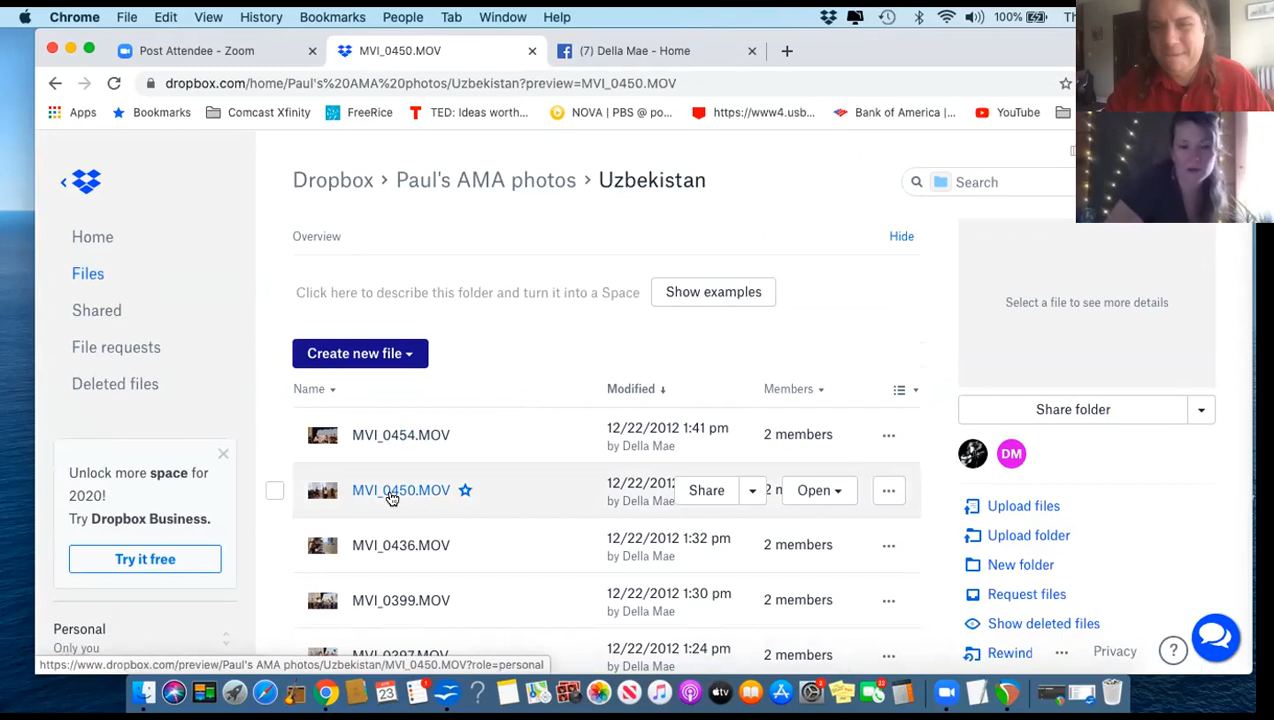 Chrome File Edit View History Bookmarks People Tab Window Help 100% Th
Post Attendee - Zoom MVI_0450.MOV (7) Della Mae - Home
dropbox.com/home/Paul's%20AMA%20photos/Uzbekistan?preview=MVI_0450.MOV
Apps Bookmarks Comcast Xfinity FreeRice TED: Ideas worth... NOVA | PBS @ po... https://www4.usb... Bank of America |... YouTube
Dropbox > Paul's AMA photos > Uzbekistan
Search
Home
Files
Shared
File requests
Deleted files
Unlock more space for
2020!
Try Dropbox Business.
Try it free
Personal
Only you
Overview Hide
Click here to describe this folder and turn it into a Space Show examples
Create new file
Name Modified Members
MVI_0454.MOV 12/22/2012 1:41 pm 2 members
by Della Mae
MVI_0450.MOV 12/22/2012 Share Open
by Della Mae
MVI_0436.MOV 12/22/2012 1:32 pm 2 members
by Della Mae
MVI_0399.MOV 12/22/2012 1:30 pm 2 members
by Della Mae
MVI_0397.MOV 12/22/2012 1:24 pm 2 members
by Della Mae
Select a file to see more details
Share folder
DM
Upload files
Upload folder
New folder
Request files
Show deleted files
Rewind
Privacy
?
https://www.dropbox.com/preview/Paul's AMA photos/Uzbekistan/MVI_0450.MOV?role=personal